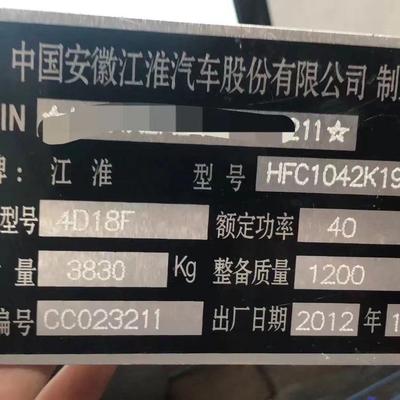 中国安徽江淮汽车股份有限公司 制
IN 211☆
牌: 江淮 型号 HFC1042K19
型号 4D18F 额定功率 40
量 3830 Kg 整备质量 1200
编号 CC023211 出厂日期 2012 年 1